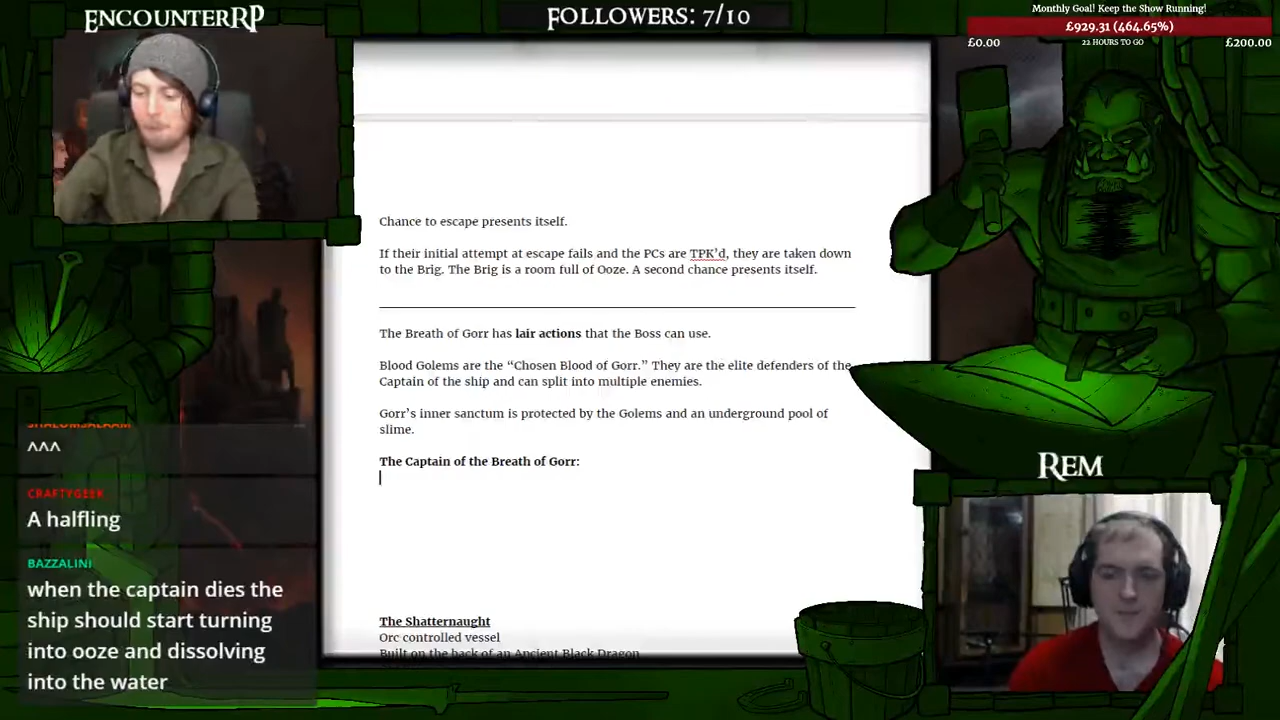 ENCOUNTERRP
FOLLOWERS: 7/10
Monthly Goal! Keep the Show Running!
£929.31 (464.65%)
£0.00
22 HOURS TO GO
£200.00
Chance to escape presents itself.
If their initial attempt at escape fails and the PCs are TPK'd, they are taken down
to the Brig. The Brig is a room full of Ooze. A second chance presents itself.
The Breath of Gorr has lair actions that the Boss can use.
Blood Golems are the “Chosen Blood of Gorr.” They are the elite defenders of the
Captain of the ship and can split into multiple enemies.
Gorr's inner sanctum is protected by the Golems and an underground pool of
slime.
The Captain of the Breath of Gorr:
The Shatternaught
Orc controlled vessel
Built on the back of an Ancient Black Dragon
SHALOMSALAAM
^^^
CRAFTYGEEK
A halfling
BAZZALINI
when the captain dies the
ship should start turning
into ooze and dissolving
into the water
REM